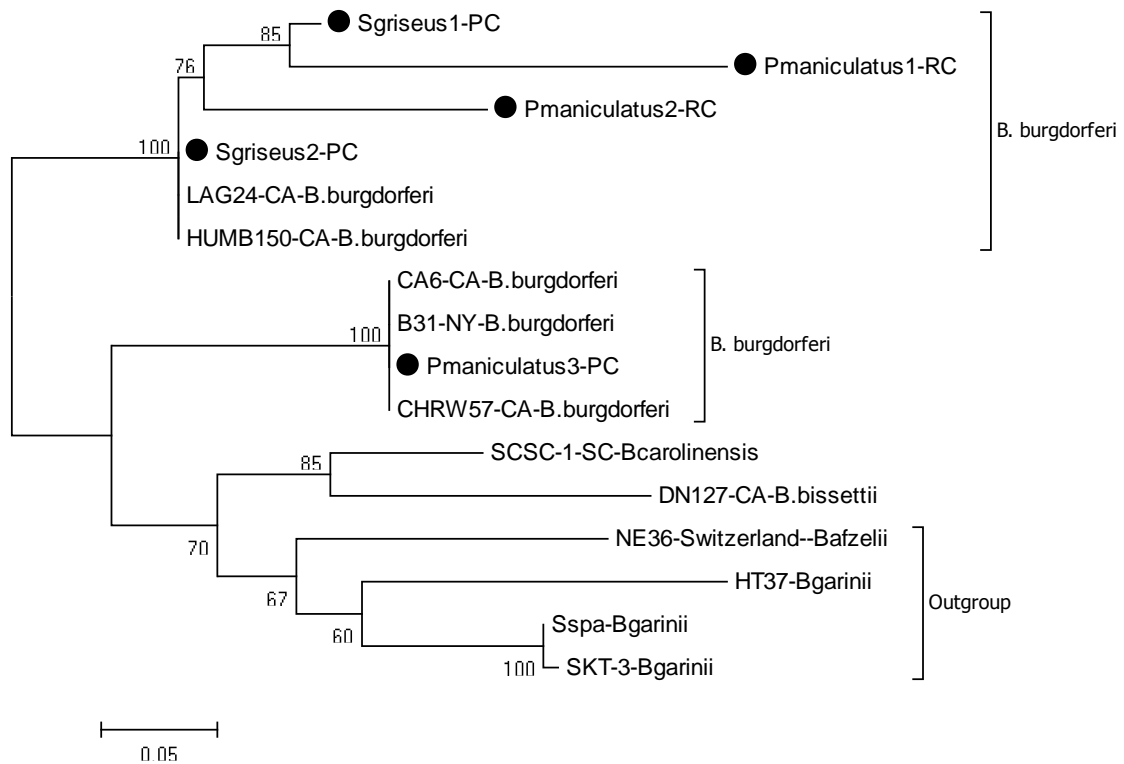 85
Sgriseus1-PC
Pmaniculatus1-RC
76
Pmaniculatus2-RC
B. burgdorferi
100
Sgriseus2-PC
LAG24-CA-B.burgdorferi
HUMB150-CA-B.burgdorferi
CA6-CA-B.burgdorferi
B31-NY-B.burgdorferi
100
B. burgdorferi
Pmaniculatus3-PC
CHRW57-CA-B.burgdorferi
85
SCSC-1-SC-Bcarolinensis
DN127-CA-B.bissettii
70
NE36-Switzerland--Bafzelii
HT37-Bgarinii
Outgroup
67
60
Sspa-Bgarinii
100
SKT-3-Bgarinii
0.05